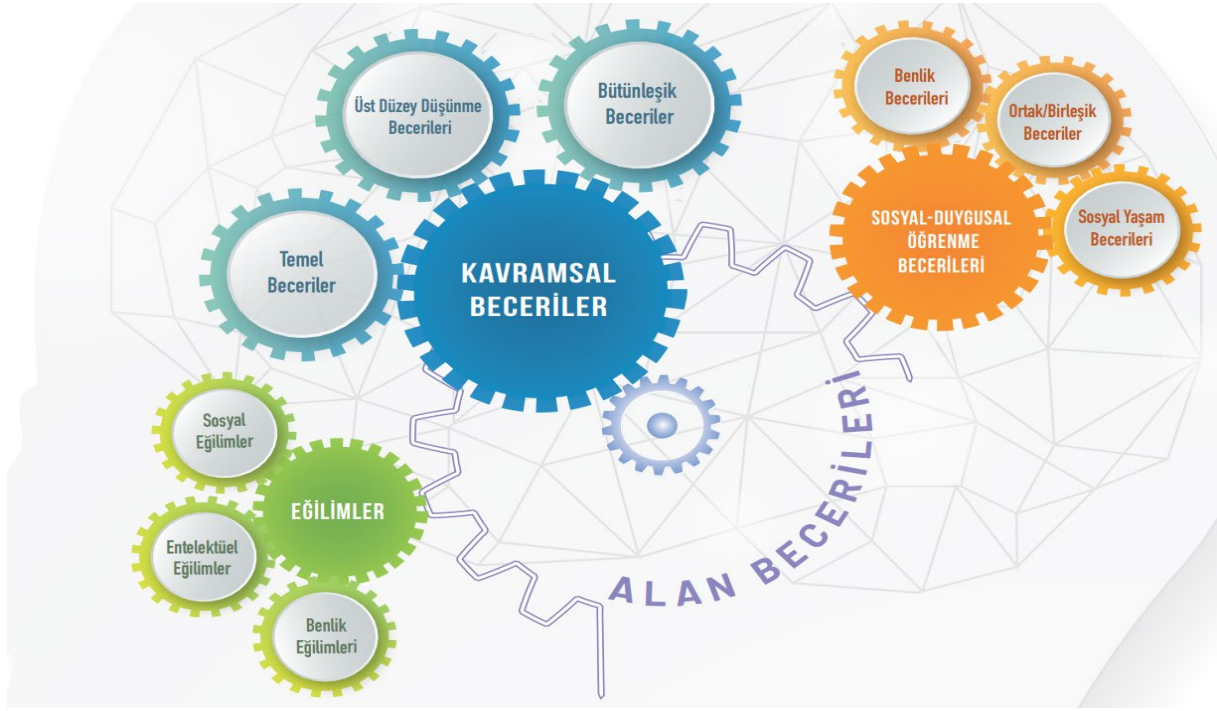 Üst Düzey Düşünme
Becerileri
Bütünleşik
Beceriler
Temel
Beceriler
KAVRAMSAL
BECERİLER
Benlik
Becerileri
Ortak/Birleşik
Beceriler
Sosyal Yaşam
Becerileri
SOSYAL-DUYGUSAL
ÖĞRENME
BECERİLERİ
Sosyal
Eğilimler
EĞİLİMLER
Entelektüel
Eğilimler
Benlik
Eğilimleri
ALAN BECERİLERİ